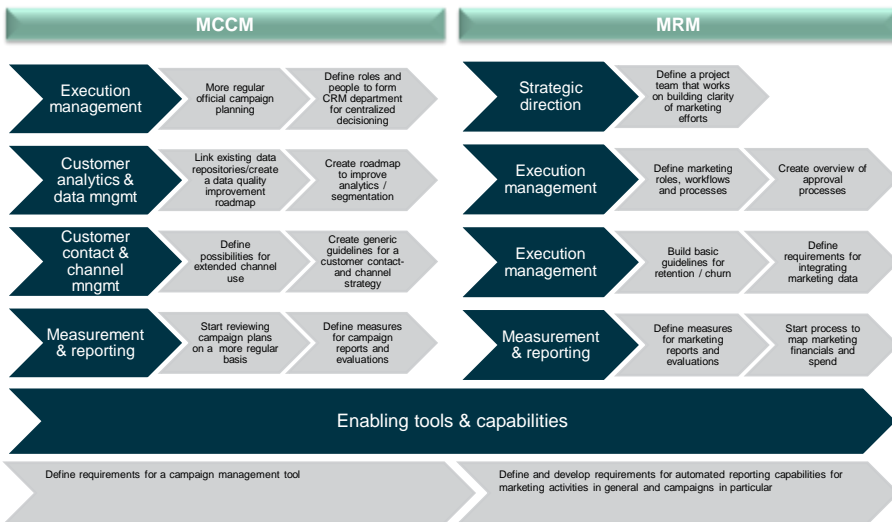 MCCM
Execution
management
More regular
official campaign
planning
Define roles and
people to form
CRM department
for centralized
decisioning
Customer
analytics &
data mngmt
Link existing data
repositories/create
a data quality
improvement
roadmap
Create roadmap
to improve
analytics /
segmentation
Customer
contact &
channel
mngmt
Define
possibilities for
extended channel
use
Create generic
guidelines for a
customer contact-
and channel
strategy
Measurement
& reporting
Start reviewing
campaign plans
on a more regular
basis
Define measures
for campaign
reports and
evaluations
MRM
Strategic
direction
Define a project
team that works
on building clarity
of marketing
efforts
Execution
management
Define marketing
roles, workflows
and processes
Create overview of
approval
processes
Execution
management
Build basic
guidelines for
retention / churn
Define
requirements for
integrating
marketing data
Measurement
& reporting
Define measures
for marketing
reports and
evaluations
Start process to
map marketing
financials and
spend
Enabling tools & capabilities
Define requirements for a campaign management tool
Define and develop requirements for automated reporting capabilities for
marketing activities in general and campaigns in particular